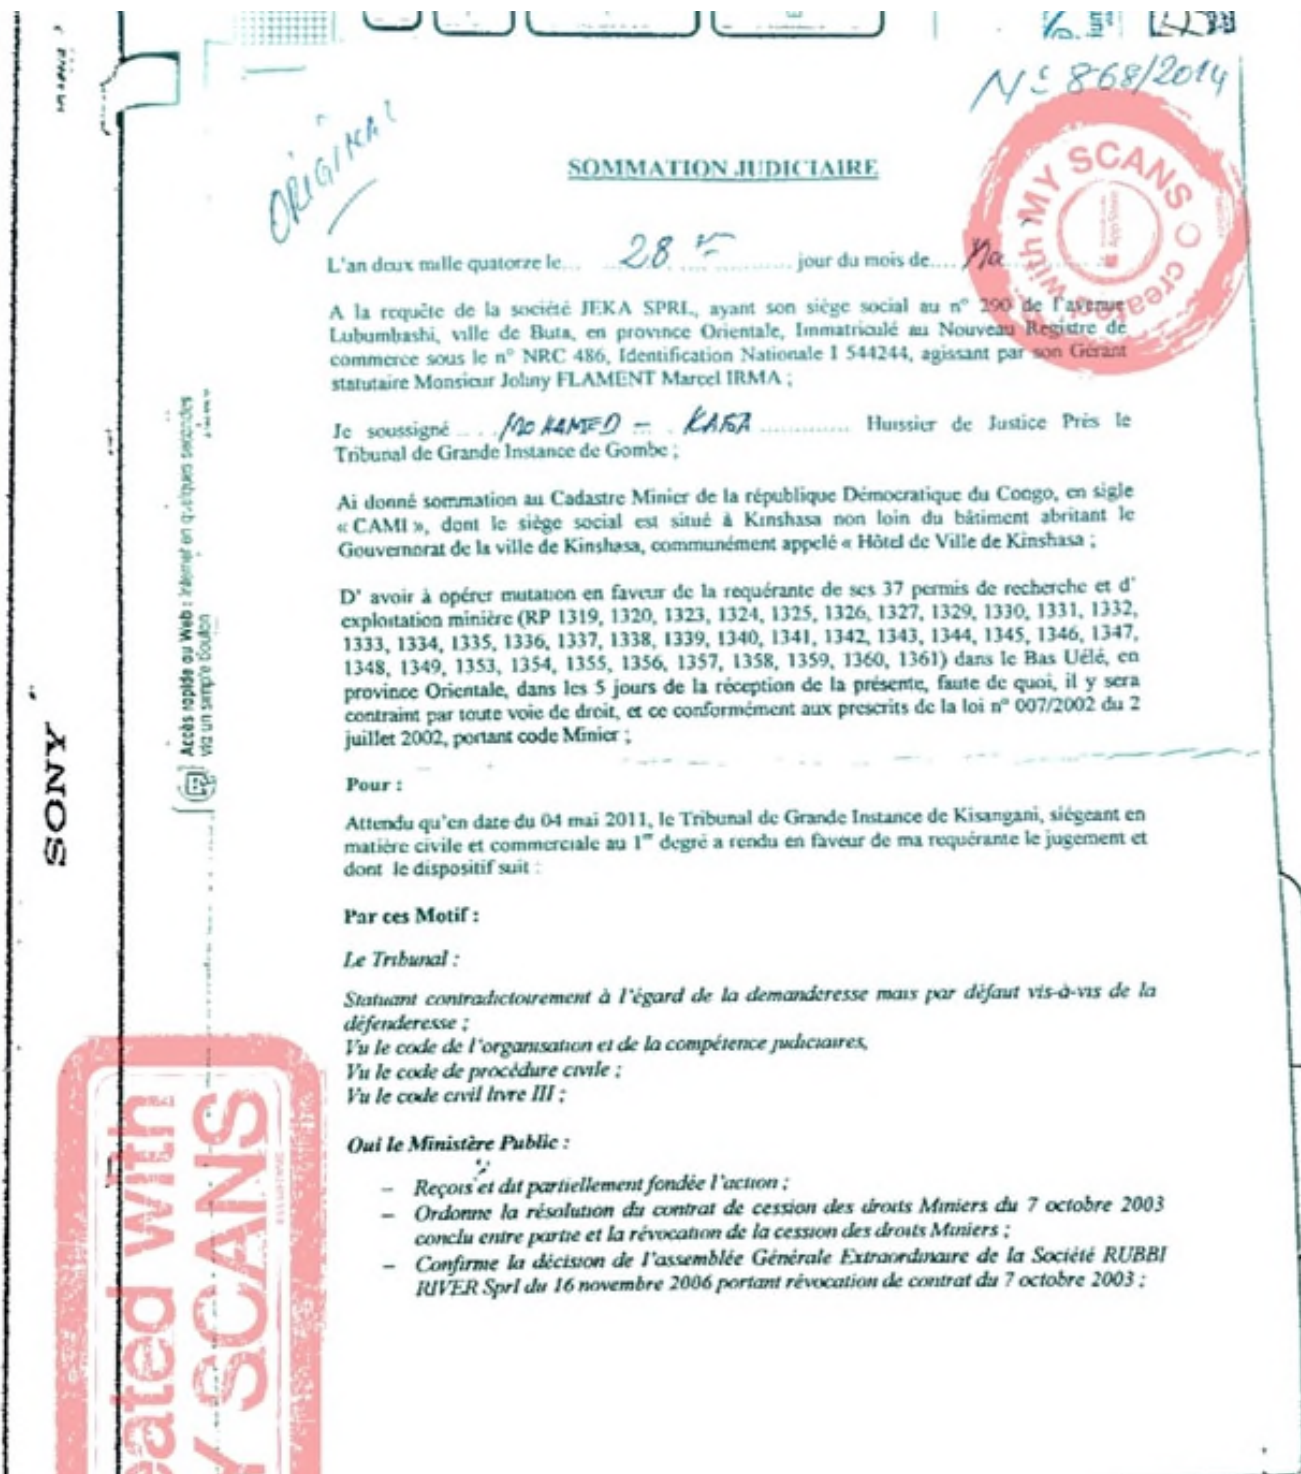 N° 868/2014
ORIGINAL
SOMMATION JUDICIAIRE
L'an deux mille quatorze le... 28 ... jour du mois de....
A la requête de la société JEKA SPRL, ayant son siège social au n° 290 de l'avenue
Lubumbashi, ville de Buta, en province Orientale, Immatriculé au Nouveau Registre de
commerce sous le n° NRC 486, Identification Nationale I 544244, agissant par son Gérant
statutaire Monsieur Johny FLAMENT Marcel IRMA ;
Je soussigné .... MOHAMED - KAFA ............. Huissier de Justice Près le
Tribunal de Grande Instance de Gombe ;
Ai donné sommation au Cadastre Minier de la république Démocratique du Congo, en sigle
« CAMI », dont le siège social est situé à Kinshasa non loin du bâtiment abritant le
Gouvernorat de la ville de Kinshasa, communément appelé « Hôtel de Ville de Kinshasa ;
D' avoir à opérer mutation en faveur de la requérante de ses 37 permis de recherche et d'
exploitation minière (RP 1319, 1320, 1323, 1324, 1325, 1326, 1327, 1329, 1330, 1331, 1332,
1333, 1334, 1335, 1336, 1337, 1338, 1339, 1340, 1341, 1342, 1343, 1344, 1345, 1346, 1347,
1348, 1349, 1353, 1354, 1355, 1356, 1357, 1358, 1359, 1360, 1361) dans le Bas Uélé, en
province Orientale, dans les 5 jours de la réception de la présente, faute de quoi, il y sera
contraint par toute voie de droit, et ce conformément aux prescrits de la loi n° 007/2002 du 2
juillet 2002, portant code Minier ;
Pour :
Attendu qu'en date du 04 mai 2011, le Tribunal de Grande Instance de Kisangani, siégeant en
matière civile et commerciale au 1er degré a rendu en faveur de ma requérante le jugement et
dont le dispositif suit :
Par ces Motif :
Le Tribunal :
Statuant contradictoirement à l'égard de la demanderesse mais par défaut vis-à-vis de la
défenderesse ;
Vu le code de l'organisation et de la compétence judiciaires,
Vu le code de procédure civile ;
Vu le code civil livre III ;
Oui le Ministère Public :
– Reçois et dit partiellement fondée l'action ;
– Ordonne la résolution du contrat de cession des droits Miniers du 7 octobre 2003
conclu entre partie et la révocation de la cession des droits Miniers ;
– Confirme la décision de l'assemblée Générale Extraordinaire de la Société RUBBI
RIVER Sprl du 16 novembre 2006 portant révocation de contrat du 7 octobre 2003 ;
SONY
Accès rapide au Web : Internet en quelques secondes
via un simple bouton
created with MY SCANS
eated with
Y SCANS